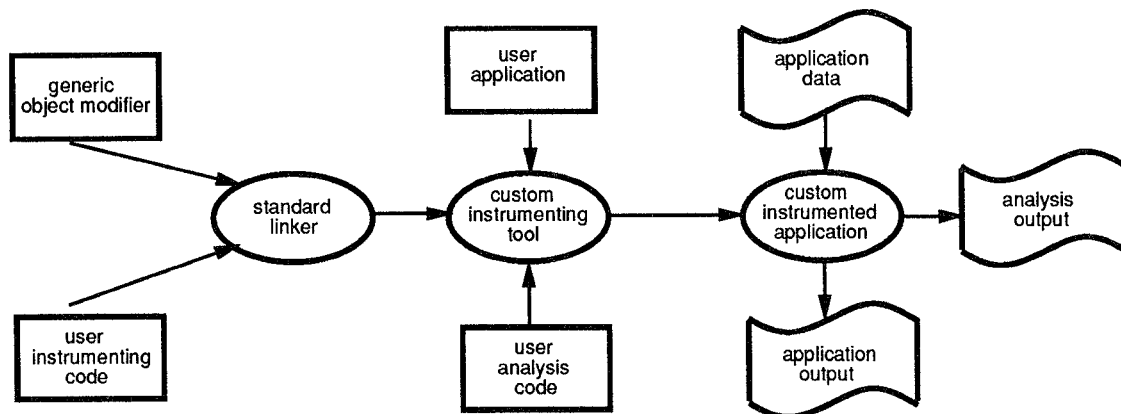 generic
object modifier
user
application
application
data
standard
linker
custom
instrumenting
tool
custom
instrumented
application
analysis
output
user
instrumenting
code
user
analysis
code
application
output